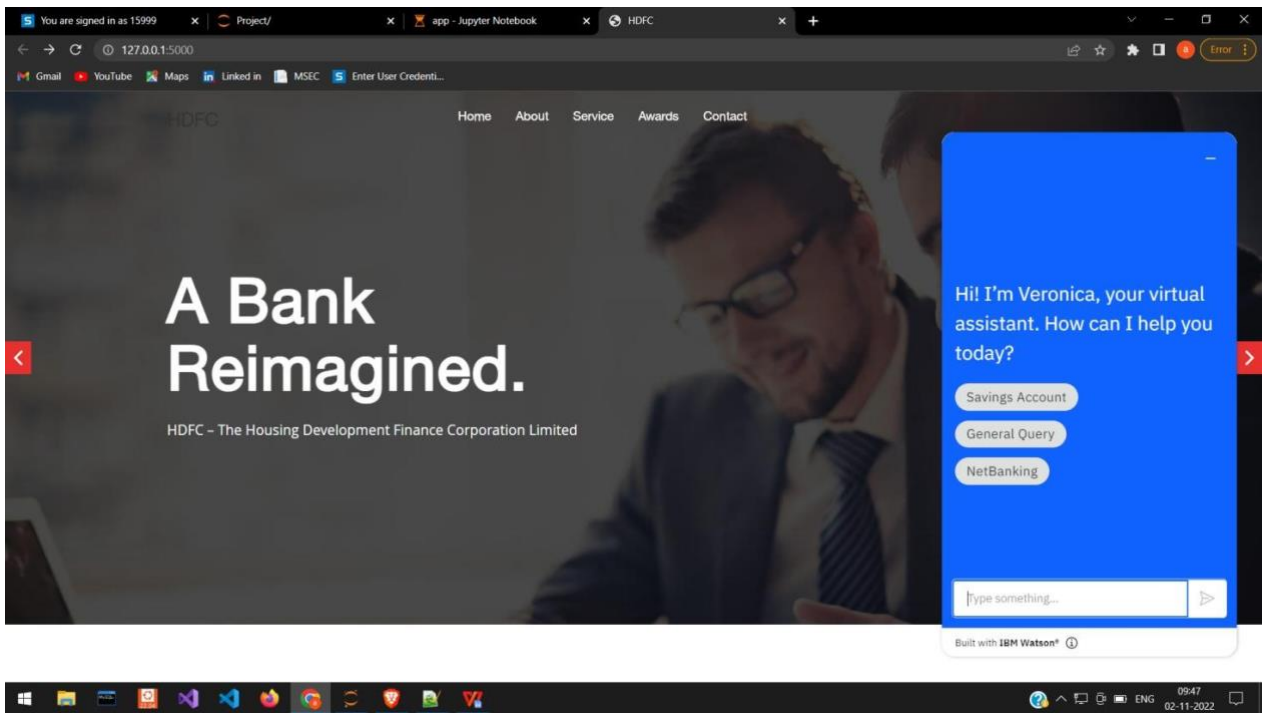 You are signed in as 15999
Project/
app - Jupyter Notebook
HDFC
127.0.0.1:5000
Error
Gmail
YouTube
Maps
Linked in
MSEC
Enter User Credenti...
HDFC
Home About Service Awards Contact
A Bank
Reimagined.
HDFC – The Housing Development Finance Corporation Limited
Hi! I'm Veronica, your virtual
assistant. How can I help you
today?
Savings Account
General Query
NetBanking
Type something...
Built with IBM Watson®
ENG
09:47
02-11-2022